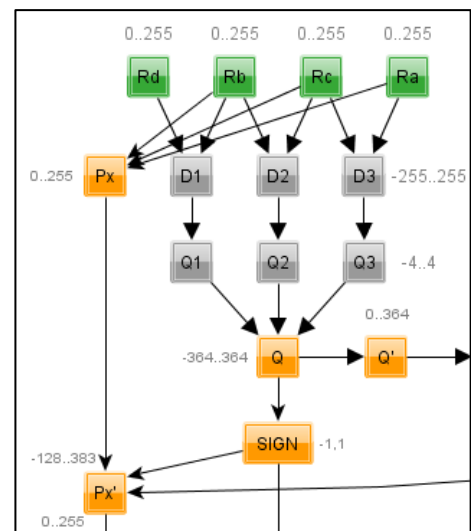 0..255 0..255 0..255 0..255
Rd Rb Rc Ra
0..255 Px D1 D2 D3 -255..255
Q1 Q2 Q3 -4..4
0..364
-364..364 Q Q'
SIGN -1,1
-128..383
Px'
0..255